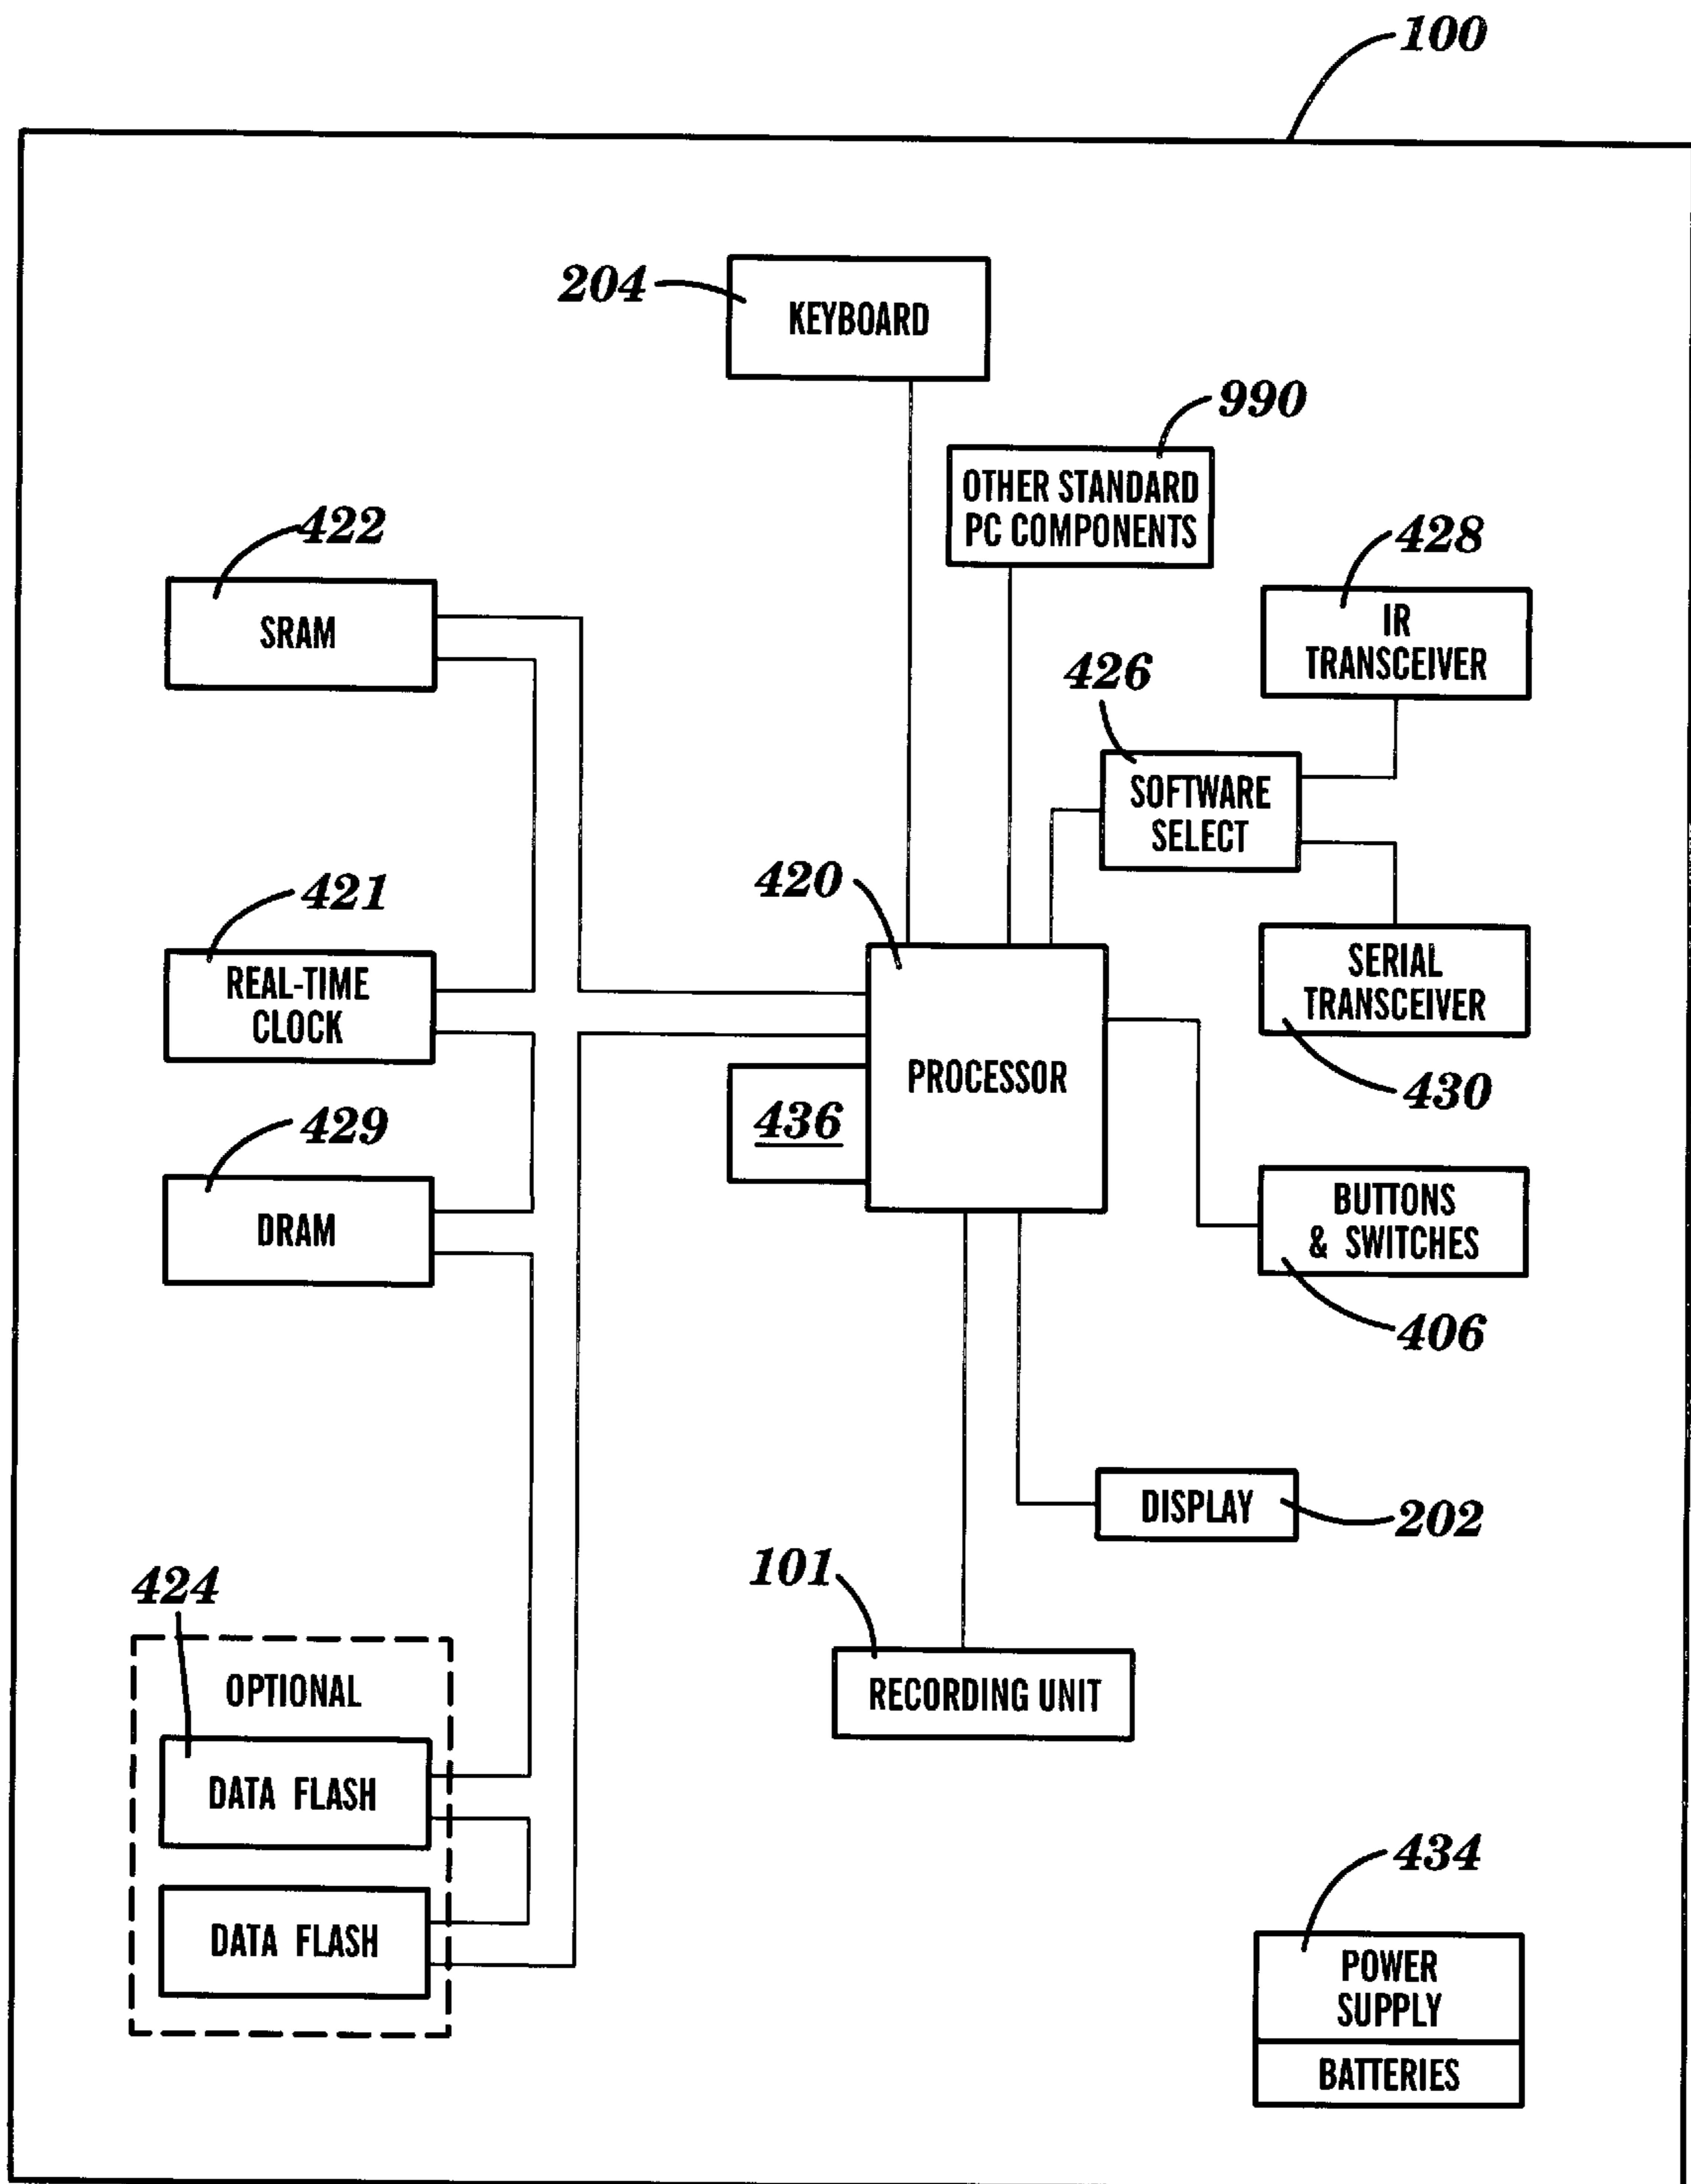 100
204
KEYBOARD
990
OTHER STANDARD
PC COMPONENTS
422
SRAM
428
IR
TRANSCEIVER
426
SOFTWARE
SELECT
420
421
REAL-TIME
CLOCK
SERIAL
TRANSCEIVER
430
PROCESSOR
436
429
DRAM
BUTTONS
& SWITCHES
406
DISPLAY
202
101
RECORDING UNIT
424
OPTIONAL
DATA FLASH
DATA FLASH
434
POWER
SUPPLY
BATTERIES